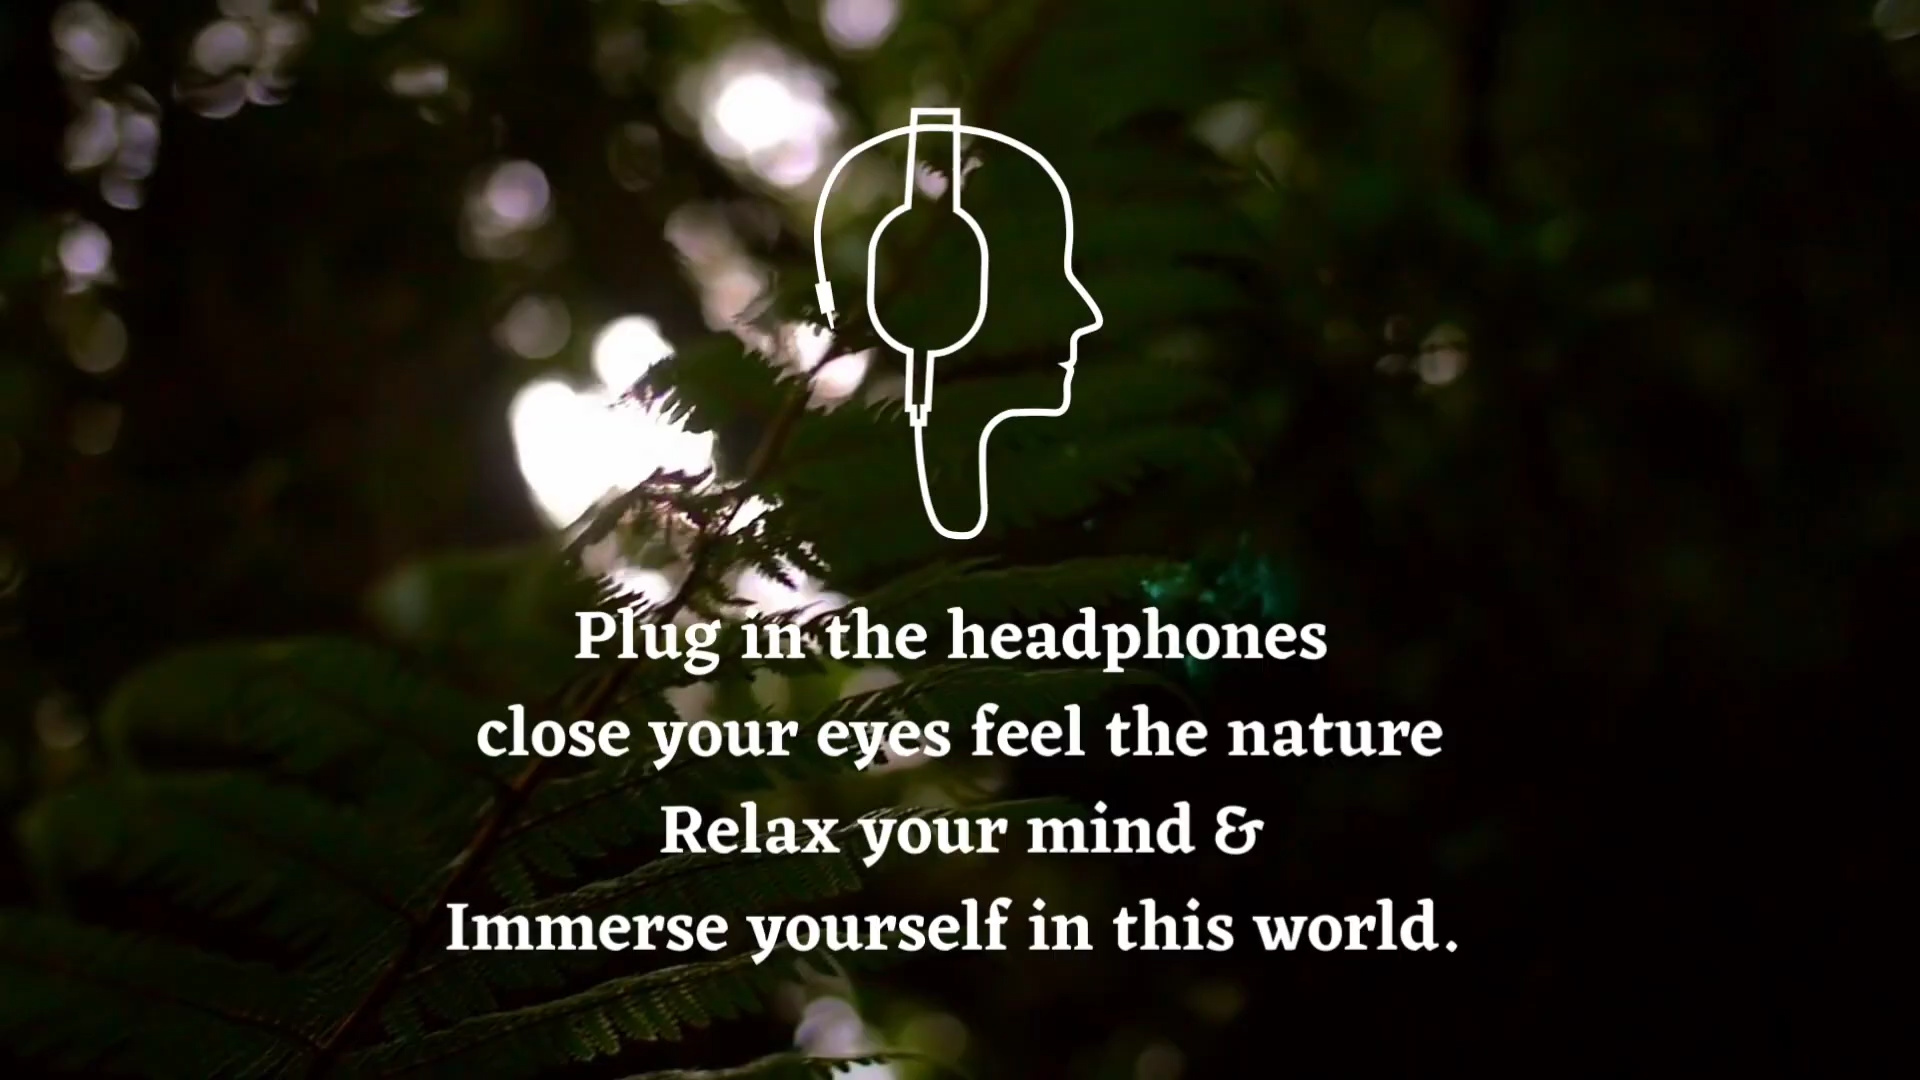 Plug in the headphones
close your eyes feel the nature
Relax your mind &
Immerse yourself in this world.